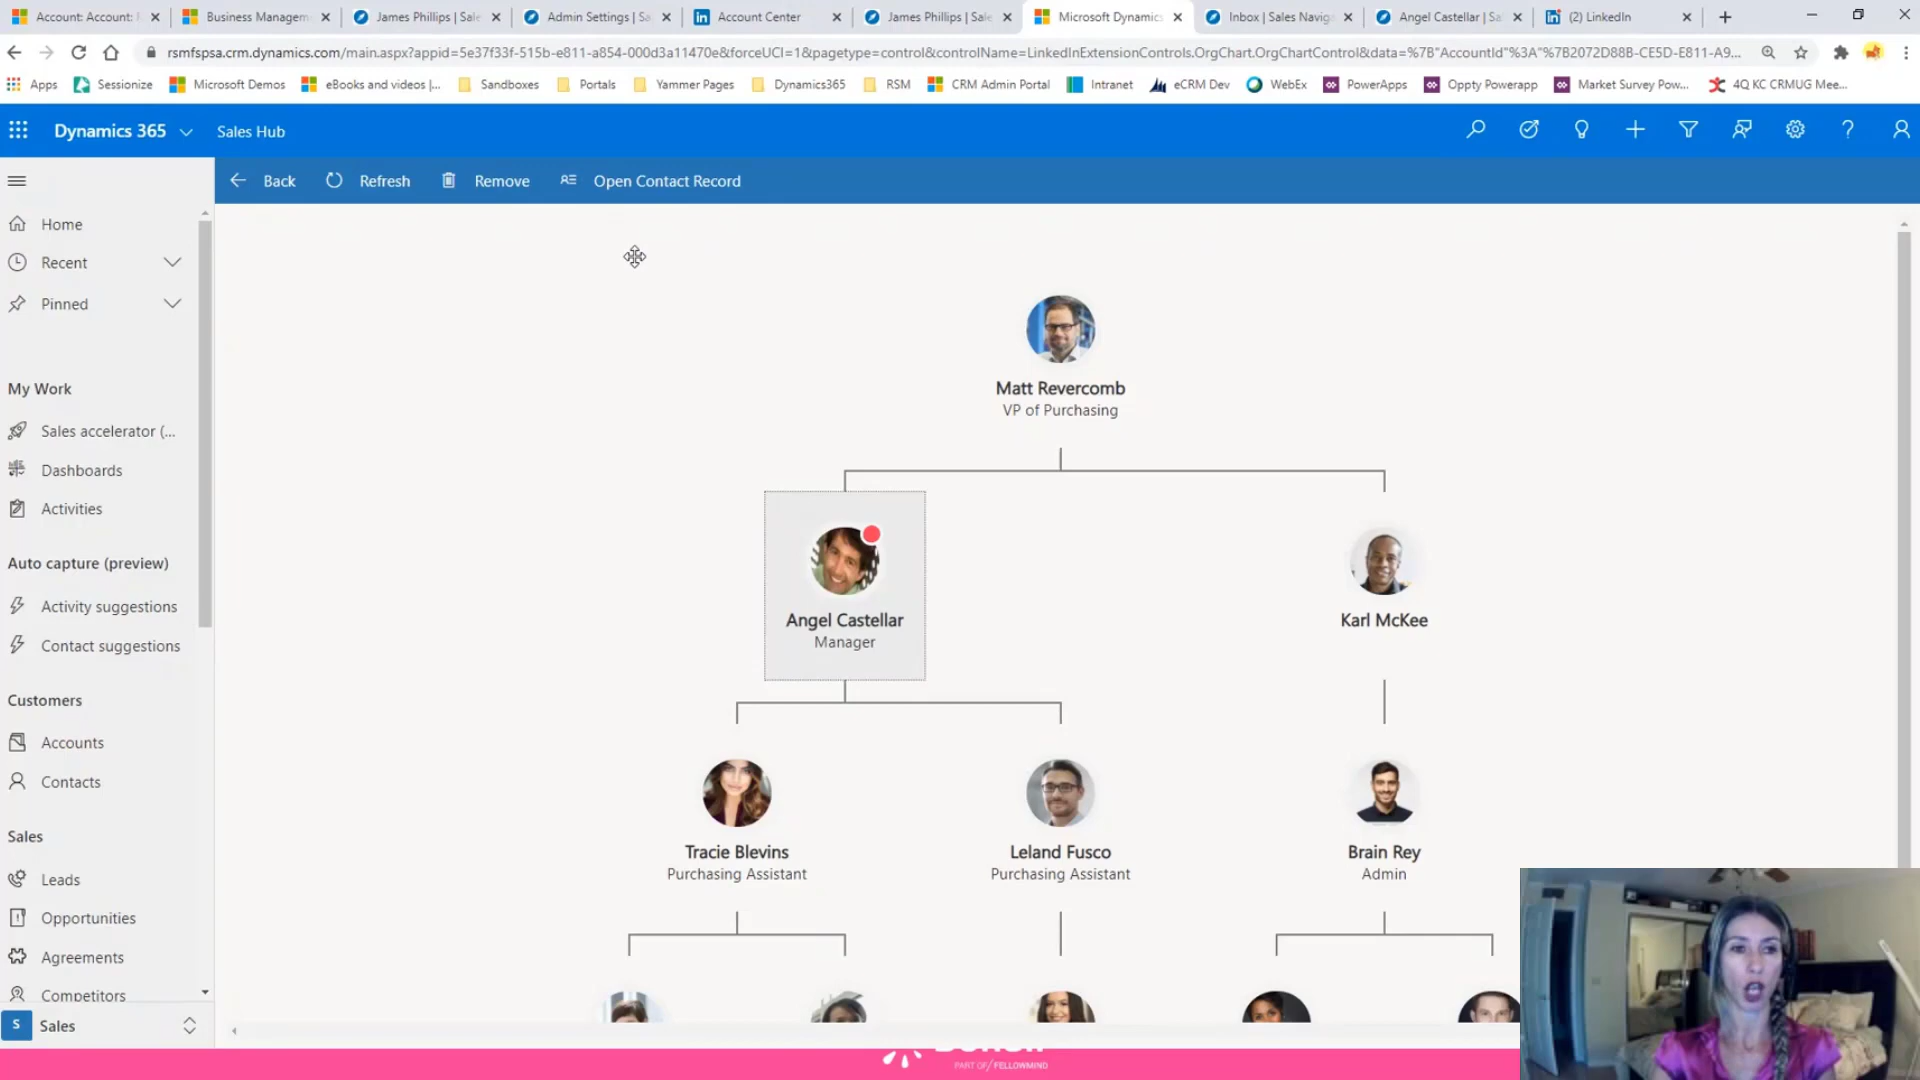 Account: Account: 
Business Managem
James Phillips | Sale
Admin Settings | Sa
Account Center
James Phillips | Sale
Microsoft Dynamics
Inbox | Sales Naviga
Angel Castellar | Sa
(2) LinkedIn
rsmfspsa.crm.dynamics.com/main.aspx?appid=5e37f33f-515b-e811-a854-000d3a11470e&forceUCI=1&pagetype=control&controlName=LinkedInExtensionControls.OrgChart.OrgChartControl&data=%7B"AccountId"%3A"%7B2072D88B-CE5D-E811-A9...
Apps
Sessionize
Microsoft Demos
eBooks and videos |...
Sandboxes
Portals
Yammer Pages
Dynamics365
RSM
CRM Admin Portal
Intranet
eCRM Dev
WebEx
PowerApps
Oppty Powerapp
Market Survey Pow...
4Q KC CRMUG Mee...
Dynamics 365
Sales Hub
Back
Refresh
Remove
Open Contact Record
Home
Recent
Pinned
My Work
Sales accelerator (...
Dashboards
Activities
Auto capture (preview)
Activity suggestions
Contact suggestions
Customers
Accounts
Contacts
Sales
Leads
Opportunities
Agreements
Competitors
S Sales
Matt Revercomb
VP of Purchasing
Angel Castellar
Manager
Karl McKee
Tracie Blevins
Purchasing Assistant
Leland Fusco
Purchasing Assistant
Brain Rey
Admin
PART OF/FELLOWMIND